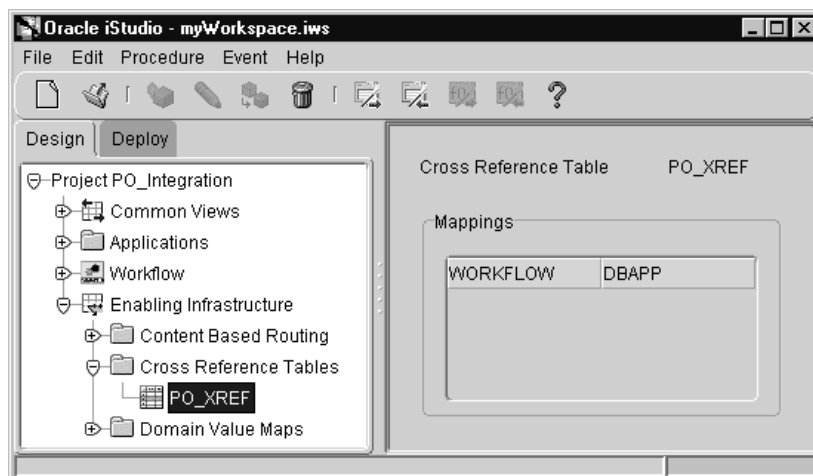 Oracle iStudio - myWorkspace.iws
File Edit Procedure Event Help
Design Deploy
Project PO_Integration
Common Views
Applications
Workflow
Enabling Infrastructure
Content Based Routing
Cross Reference Tables
PO_XREF
Domain Value Maps
Cross Reference Table PO_XREF
Mappings
WORKFLOW DBAPP